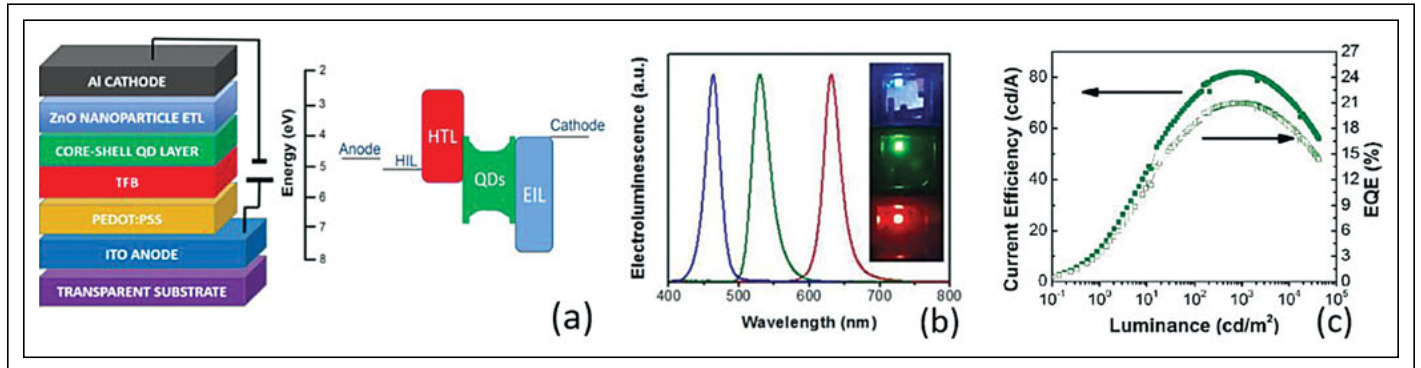 Al CATHODE
ZnO NANOPARTICLE ETL
CORE-SHELL QD LAYER
TFB
PEDOT:PSS
ITO ANODE
TRANSPARENT SUBSTRATE
Energy (eV)
2
3
4
5
6
7
8
Anode
HIL
HTL
QDs
EIL
Cathode
(a)
Electroluminescence (a.u.)
400 500 600 700 800
Wavelength (nm)
(b)
Current Efficiency (cd/A)
80
60
40
20
0
27
24
21
18
15
12
9
6
3
0
EQE (%)
10⁻¹ 10⁰ 10¹ 10² 10³ 10⁴ 10⁵
Luminance (cd/m²)
(c)